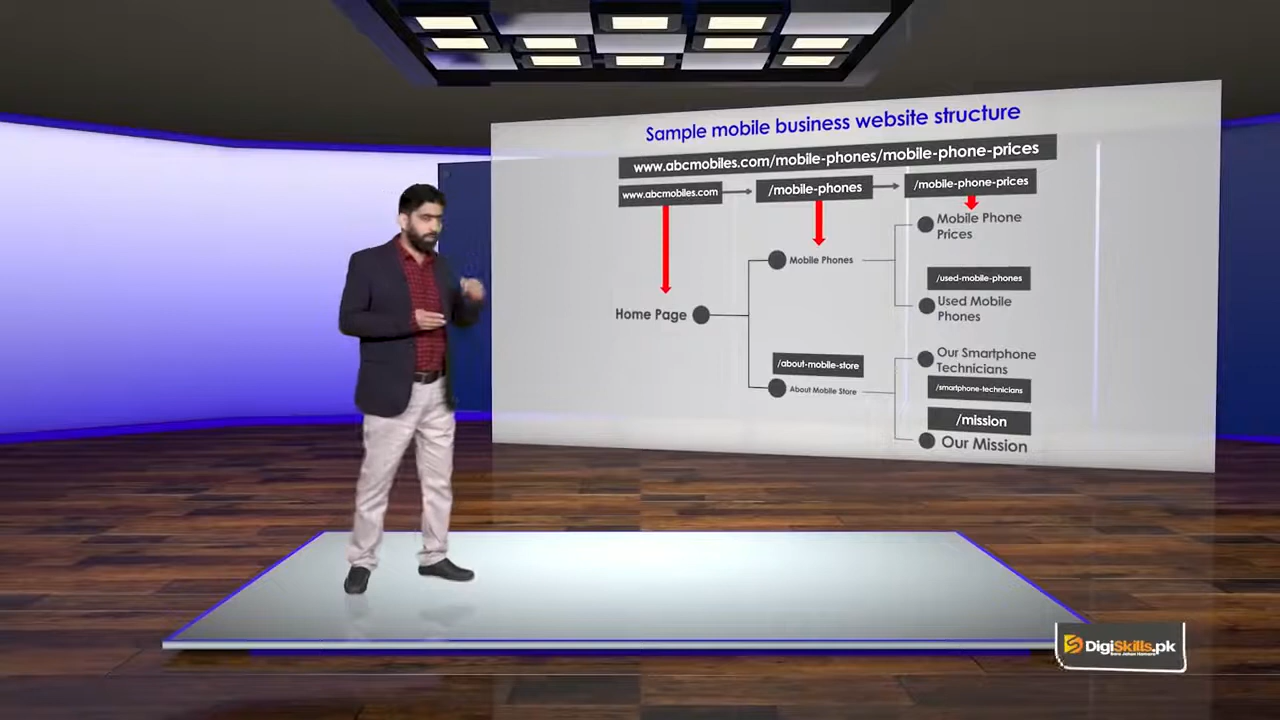 Sample mobile business website structure
www.abcmobiles.com/mobile-phones/mobile-phone-prices
www.abcmobiles.com
/mobile-phones
/mobile-phone-prices
Mobile Phone
Prices
Mobile Phones
/used-mobile-phones
Used Mobile
Phones
Home Page
/about-mobile-store
About Mobile Store
Our Smartphone
Technicians
/smartphone-technicians
/mission
Our Mission
DigiSkills.pk